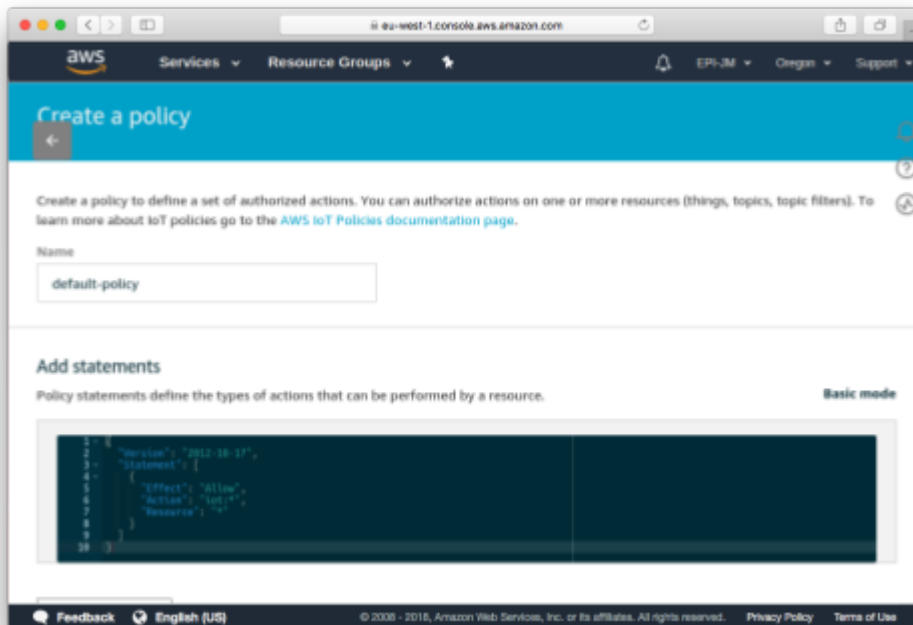 eu-west-1.console.aws.amazon.com
aws Services Resource Groups EPI-JM Oregon Support
Create a policy
Create a policy to define a set of authorized actions. You can authorize actions on one or more resources (things, topics, topic filters). To
learn more about IoT policies go to the AWS IoT Policies documentation page.
Name
default-policy
Add statements
Policy statements define the types of actions that can be performed by a resource. Basic mode
1 {
2 "Version": "2012-10-17",
3 "Statement": [
4 {
5 "Effect": "Allow",
6 "Action": "iot:*",
7 "Resource": "*"
8 }
9 ]
10 }
Feedback English (US) © 2008 - 2018, Amazon Web Services, Inc. or its affiliates. All rights reserved. Privacy Policy Terms of Use